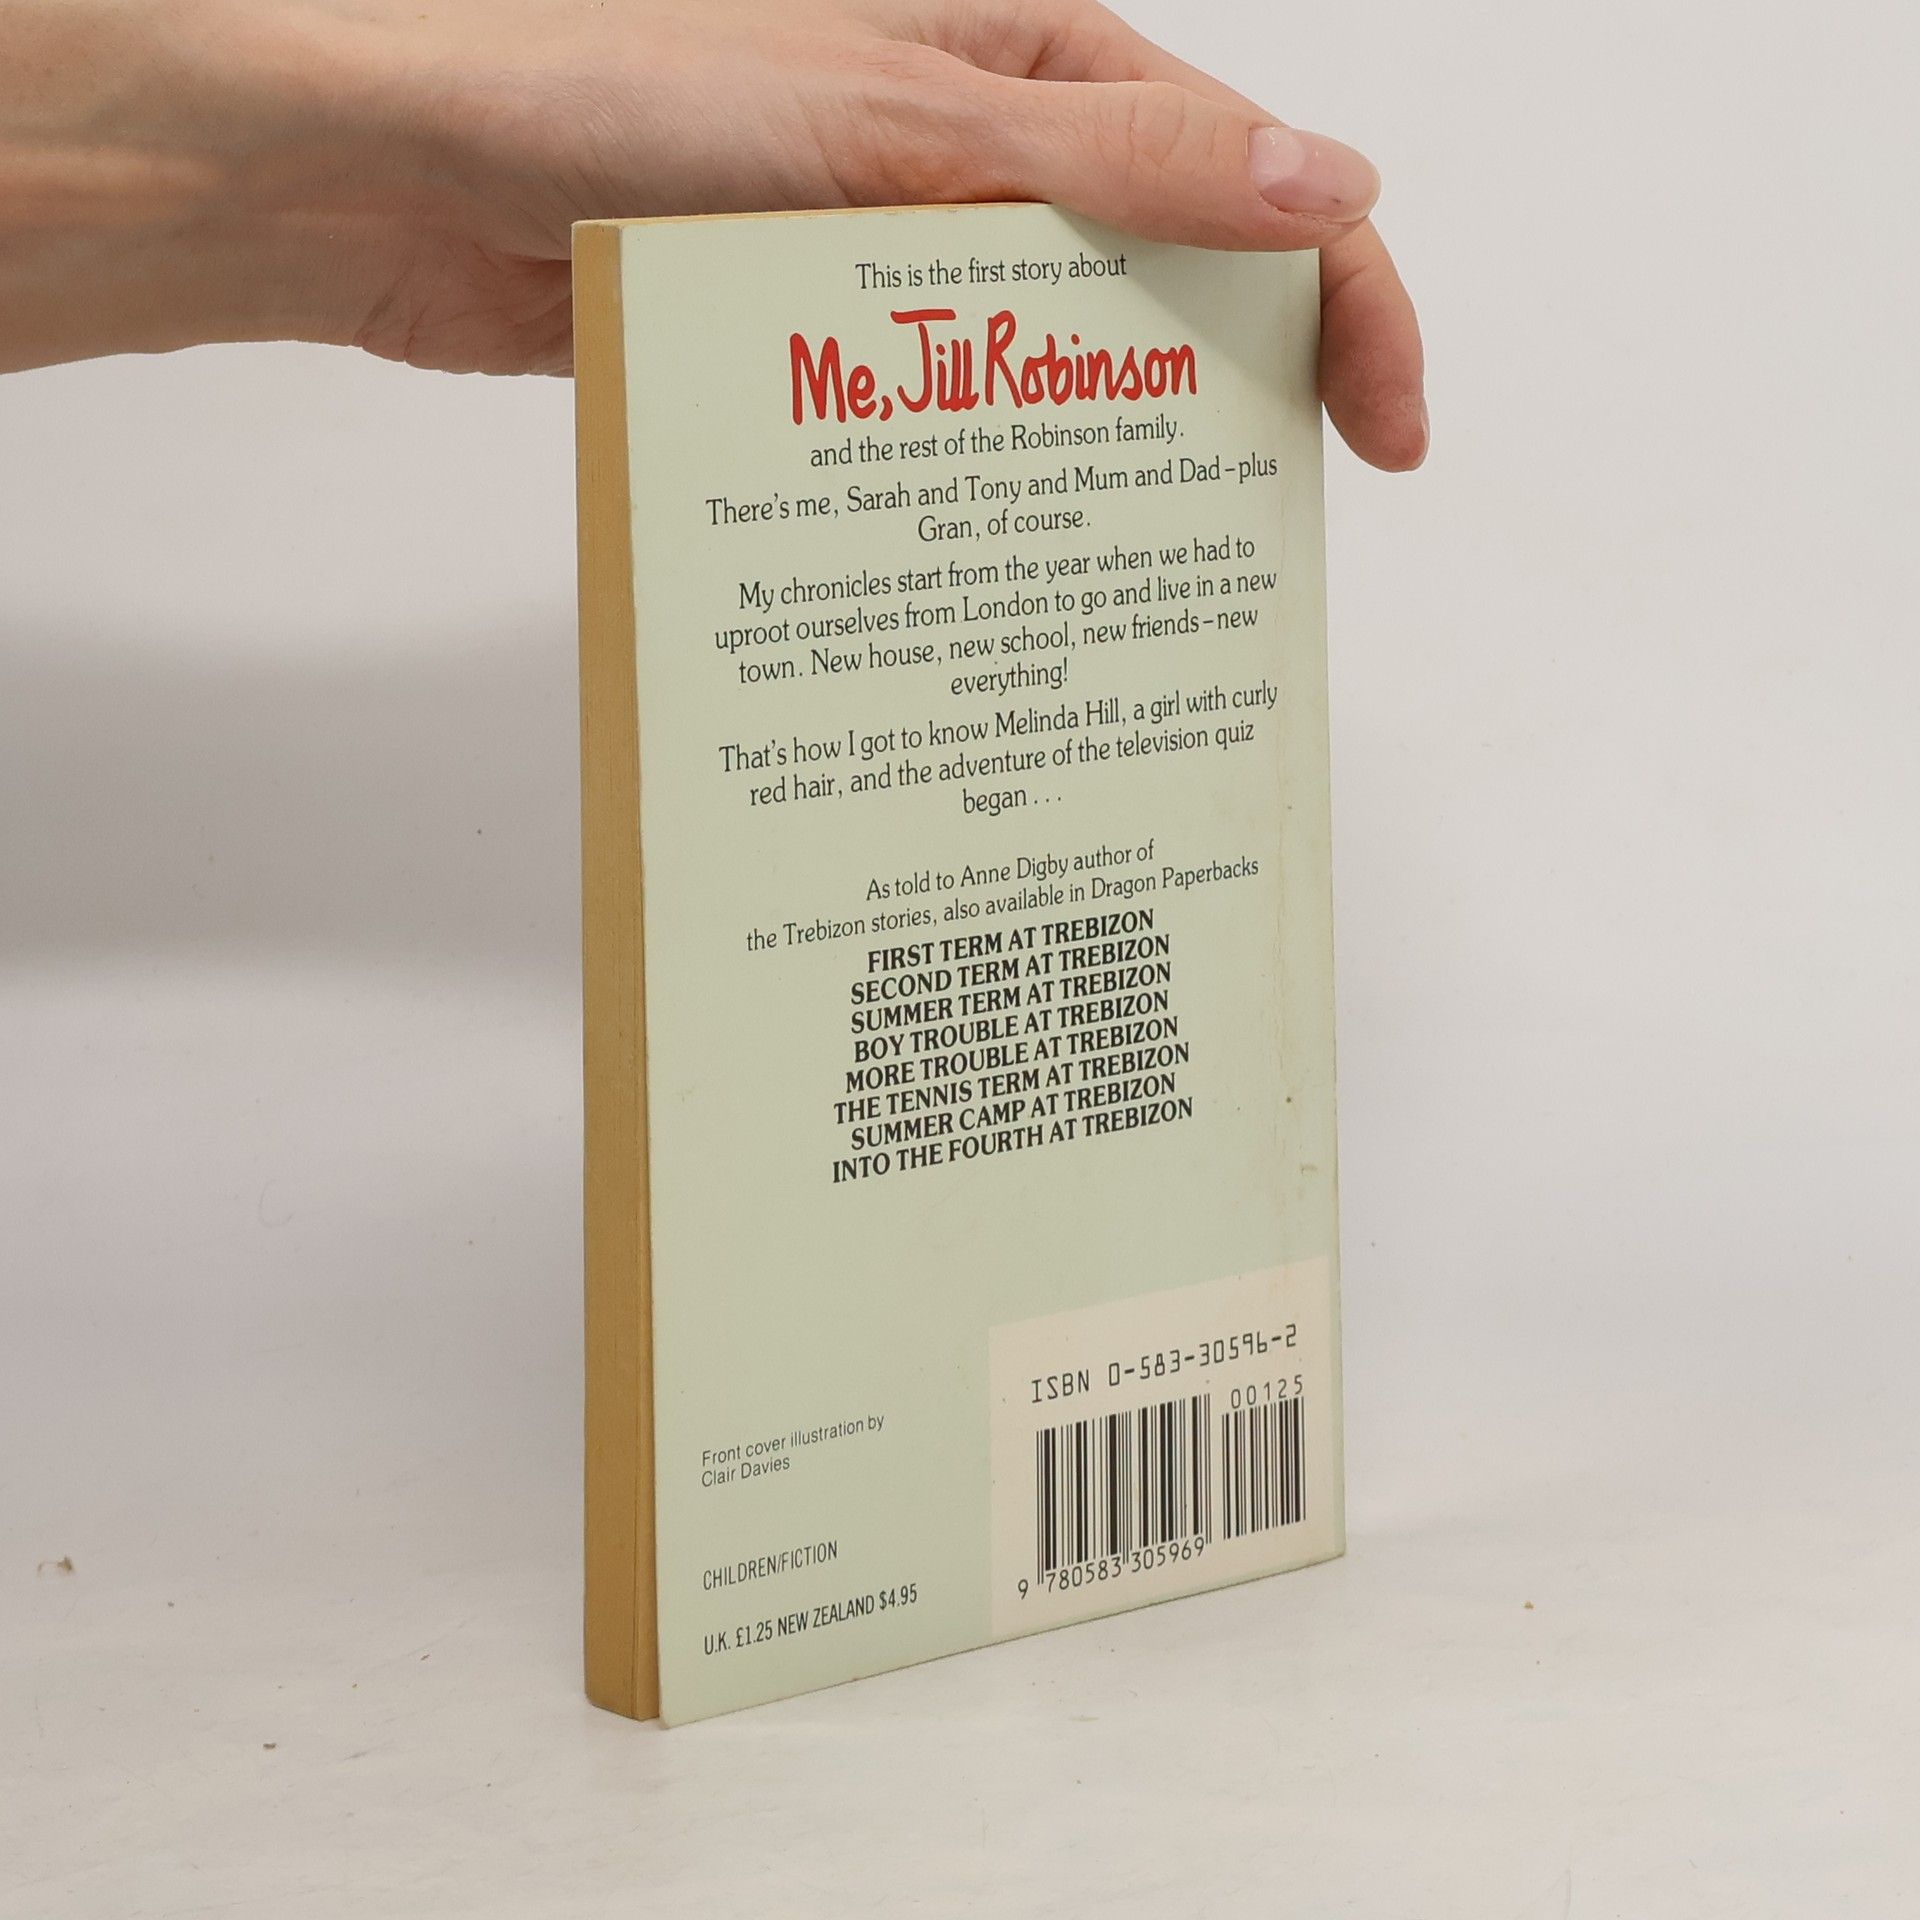 This is the first story about
Me, Jill Robinson
and the rest of the Robinson family.
There's me, Sarah and Tony and Mum and Dad–plus
Gran, of course.
My chronicles start from the year when we had to
uproot ourselves from London to go and live in a new
town. New house, new school, new friends–new
everything!
That's how I got to know Melinda Hill, a girl with curly
red hair, and the adventure of the television quiz
began...
As told to Anne Digby author of
the Trebizon stories, also available in Dragon Paperbacks
FIRST TERM AT TREBIZON
SECOND TERM AT TREBIZON
SUMMER TERM AT TREBIZON
BOY TROUBLE AT TREBIZON
MORE TROUBLE AT TREBIZON
THE TENNIS TERM AT TREBIZON
SUMMER CAMP AT TREBIZON
INTO THE FOURTH AT TREBIZON
ISBN 0-583-30596-2
00125
9 780583 305969
Front cover illustration by
Clair Davies
CHILDREN/FICTION
U.K. £1.25 NEW ZEALAND $4.95